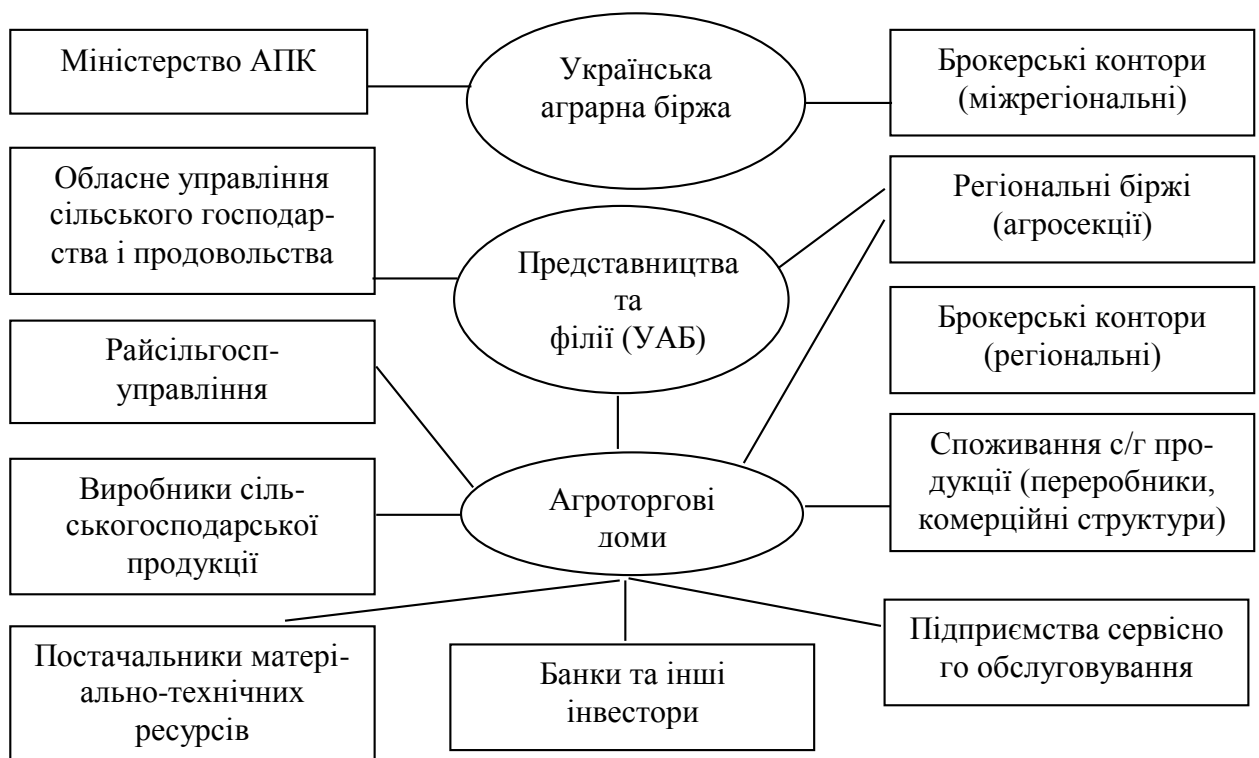 Міністерство АПК
Українська
аграрна біржа
Брокерські контори
(міжрегіональні)
Обласне управління
сільського господар-
ства і продовольства
Представництва
та
філії (УАБ)
Регіональні біржі
(агросекції)
Райсільгосп-
управління
Брокерські контори
(регіональні)
Виробники сіль-
ськогосподарської
продукції
Агроторгові
доми
Споживання с/г про-
дукції (переробники,
комерційні структури)
Постачальники матері-
ально-технічних
ресурсів
Банки та інші
інвестори
Підприємства сервісно
го обслуговування